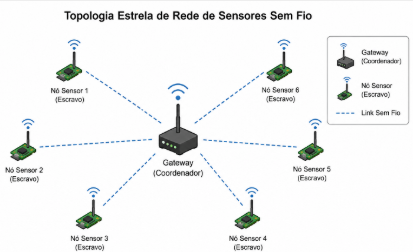 Topologia Estrela de Rede de Sensores Sem Fio
Nó Sensor 1
(Escravo)
Nó Sensor 6
(Escravo)
Gateway
(Coordenador)
Nó Sensor
(Escravo)
Link Sem Fio
Nó Sensor 2
(Escravo)
Gateway
(Coordenador)
Nó Sensor 5
(Escravo)
Nó Sensor 3
(Escravo)
Nó Sensor 4
(Escravo)